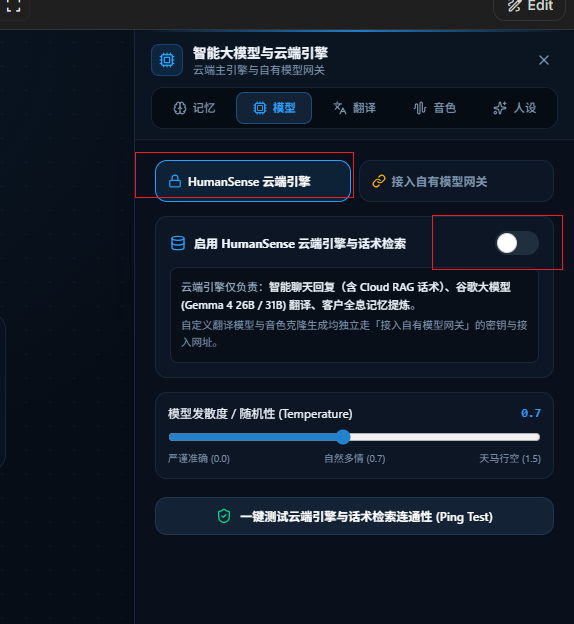 Edit
智能大模型与云端引擎
云端主引擎与自有模型网关
记忆 模型 翻译 音色 人设
HumanSense 云端引擎 接入自有模型网关
启用 HumanSense 云端引擎与话术检索
云端引擎仅负责：智能聊天回复（含 Cloud RAG 话术）、谷歌大模型
(Gemma 4 26B / 31B) 翻译、客户全息记忆提炼。
自定义翻译模型与音色克隆生成均独立走「接入自有模型网关」的密钥与接
入网址。
模型发散度 / 随机性 (Temperature) 0.7
严谨准确 (0.0) 自然多情 (0.7) 天马行空 (1.5)
一键测试云端引擎与话术检索连通性 (Ping Test)